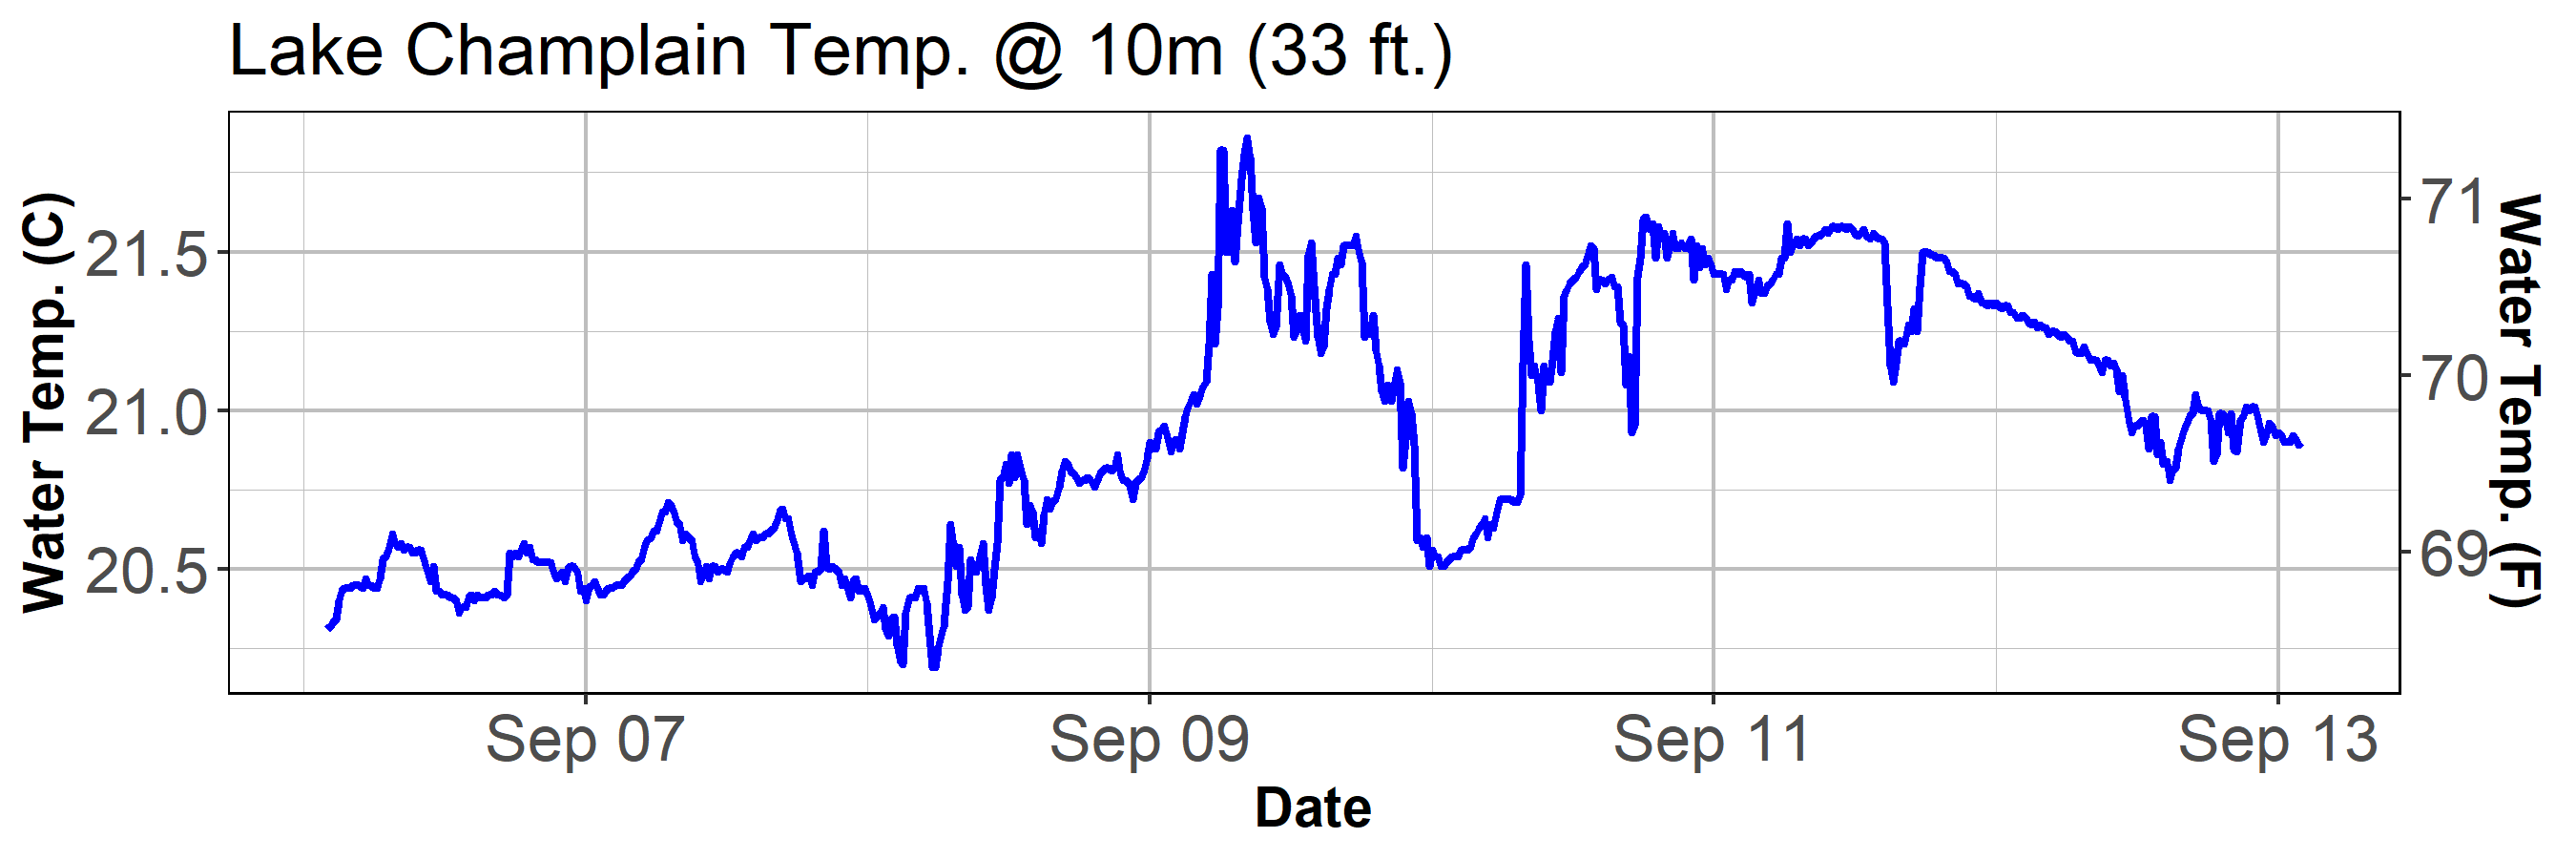 Lake Champlain Temp. @ 10m (33 ft.)
Water Temp. (C)
21.5
21.0
20.5
71
70
69
Water Temp. (F)
Sep 07
Sep 09
Sep 11
Sep 13
Date